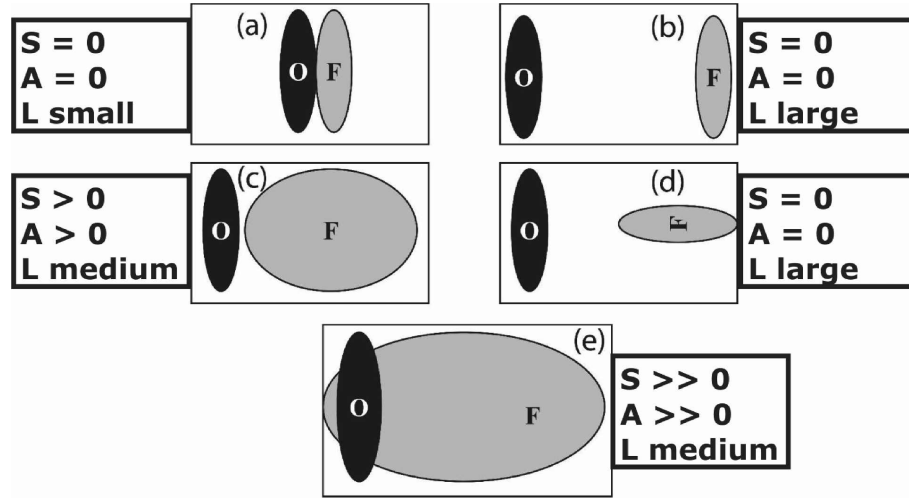 S = 0
A = 0
L small
(a)
O F
(b)
O F
S = 0
A = 0
L large
S > 0
A > 0
L medium
(c)
O F
(d)
O F
S = 0
A = 0
L large
(e)
O F
S >> 0
A >> 0
L medium